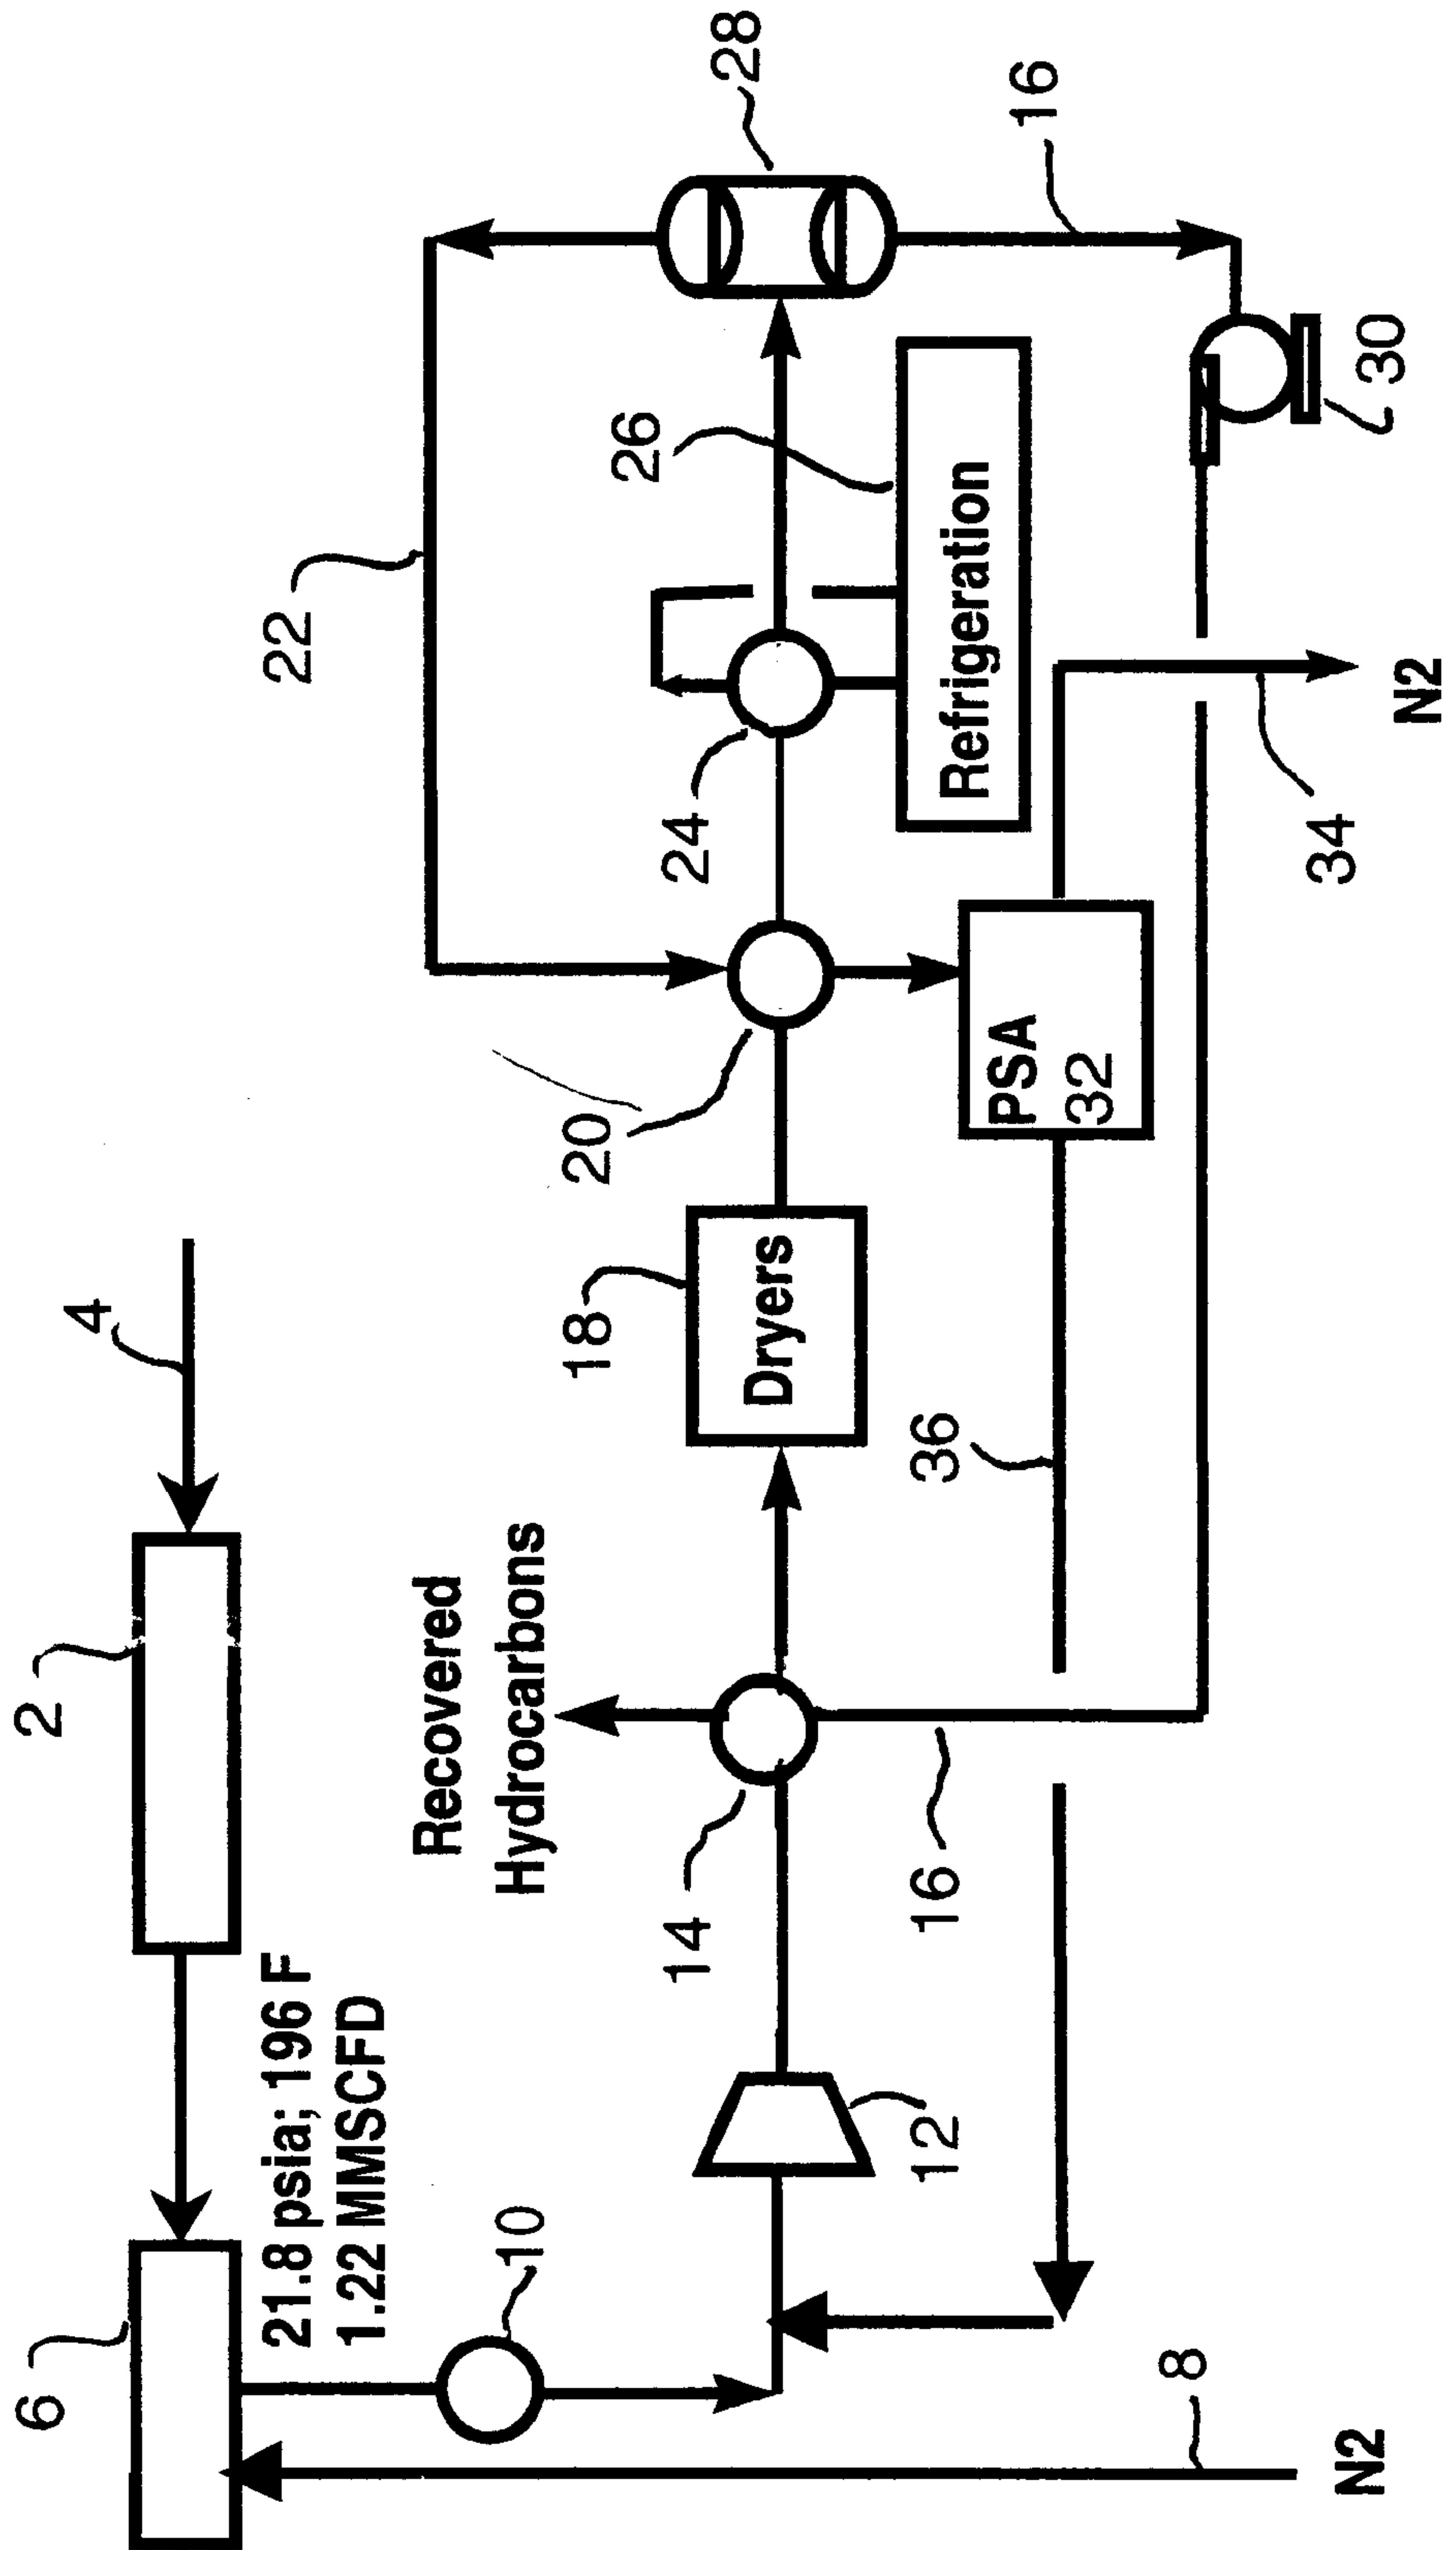 4
2
6
21.8 psia; 196 F
1.22 MMSCFD
10
8
N2
12
14
Recovered
Hydrocarbons
16
18
Dryers
36
20
PSA
32
22
24
26
Refrigeration
28
16
30
34
N2